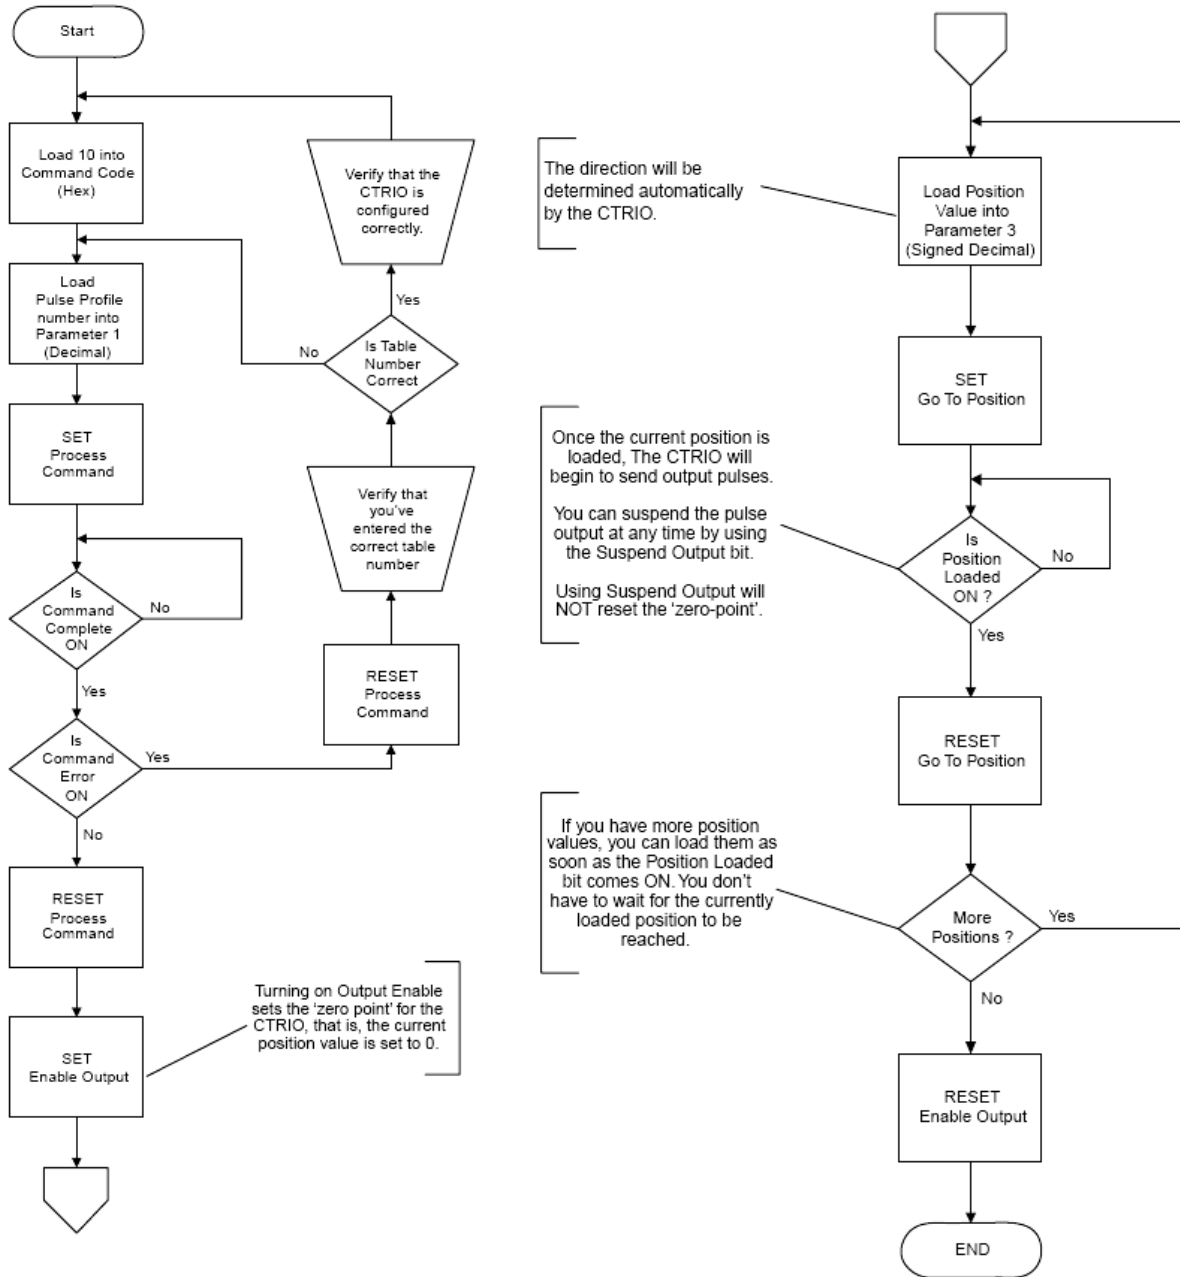 Start
Load 10 into
Command Code
(Hex)
Load
Pulse Profile
number into
Parameter 1
(Decimal)
SET
Process
Command
Is
Command
Complete
ON
No
Yes
Is
Command
Error
ON
Yes
No
RESET
Process
Command
SET
Enable Output
Turning on Output Enable
sets the ‘zero point’ for the
CTRIO, that is, the current
position value is set to 0.
RESET
Process
Command
Verify that
you’ve
entered the
correct table
number
Is Table
Number
Correct
No
Yes
Verify that the
CTRIO is
configured
correctly.
The direction will be
determined automatically
by the CTRIO.
Load Position
Value into
Parameter 3
(Signed Decimal)
SET
Go To Position
Once the current position is
loaded, The CTRIO will
begin to send output pulses.
You can suspend the pulse
output at any time by using
the Suspend Output bit.
Using Suspend Output will
NOT reset the ‘zero-point’.
Is
Position
Loaded
ON ?
No
Yes
RESET
Go To Position
If you have more position
values, you can load them as
soon as the Position Loaded
bit comes ON. You don’t
have to wait for the currently
loaded position to be
reached.
More
Positions ?
Yes
No
RESET
Enable Output
END